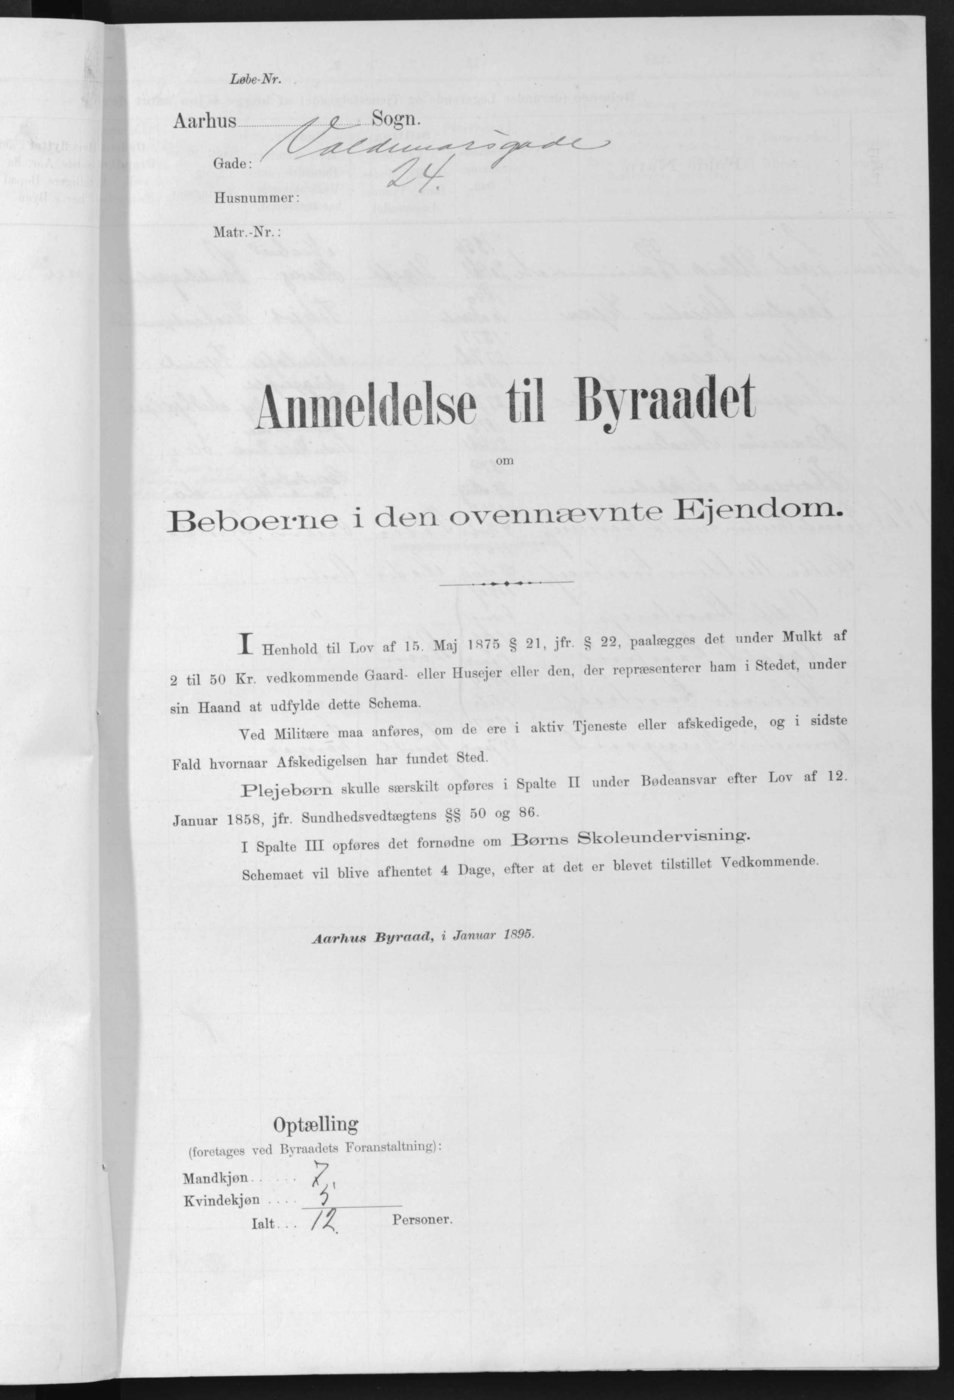 Løbe-Nr.
Aarhus Sogn.
Gade: Valdemarsgade
24.
Husnummer:
Matr.-Nr.:
Anmeldelse til Byraadet
om
Beboerne i den ovennævnte Ejendom.
I Henhold til Lov af 15. Maj 1875 § 21, jfr. § 22, paalægges det under Mulkt af
2 til 50 Kr. vedkommende Gaard- eller Husejer eller den, der repræsenterer ham i Stedet, under
sin Haand at udfylde dette Schema.
Ved Militære maa anføres, om de ere i aktiv Tjeneste eller afskedigede, og i sidste
Fald hvornaar Afskedigelsen har fundet Sted.
Plejebørn skulle særskilt opføres i Spalte II under Bødeansvar efter Lov af 12.
Januar 1858, jfr. Sundhedsvedtægtens §§ 50 og 86.
I Spalte III opføres det fornødne om Børns Skoleundervisning.
Schemaet vil blive afhentet 4 Dage, efter at det er blevet tilstillet Vedkommende.
Aarhus Byraad, i Januar 1895.
Optælling
(foretages ved Byraadets Foranstaltning):
Mandkjøn . . . . . . 7.
Kvindekjøn . . . . 5
Ialt . . . 12. Personer.